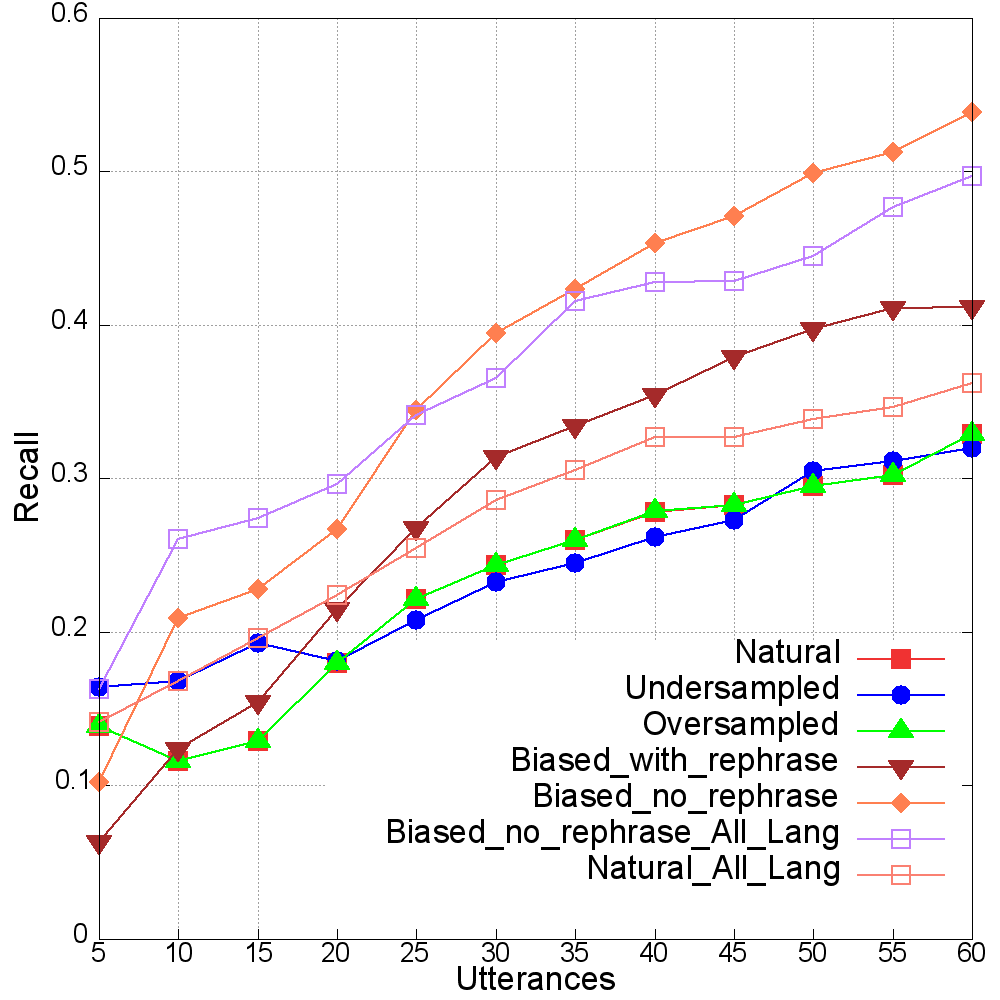 0.6
0.5
0.4
0.3
0.2
0.1
0
Recall
Natural
Undersampled
Oversampled
Biased_with_rephrase
Biased_no_rephrase
Biased_no_rephrase_All_Lang
Natural_All_Lang
5 10 15 20 25 30 35 40 45 50 55 60
Utterances